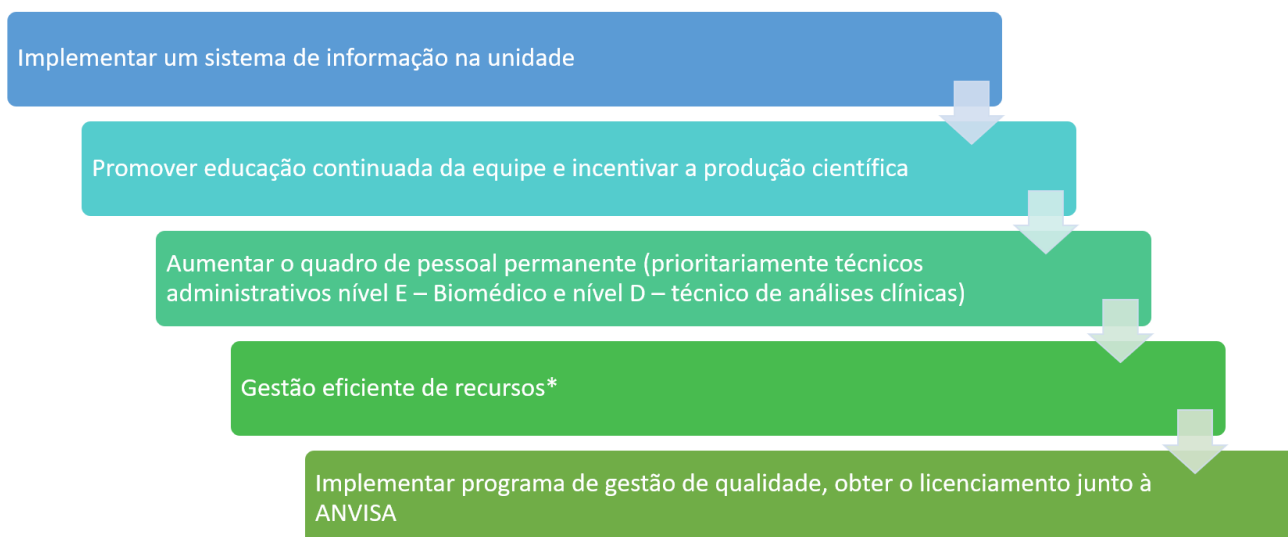 Implementar um sistema de informação na unidade
Promover educação continuada da equipe e incentivar a produção científica
Aumentar o quadro de pessoal permanente (prioritariamente técnicos
administrativos nível E – Biomédico e nível D – técnico de análises clínicas)
Gestão eficiente de recursos*
Implementar programa de gestão de qualidade, obter o licenciamento junto à
ANVISA